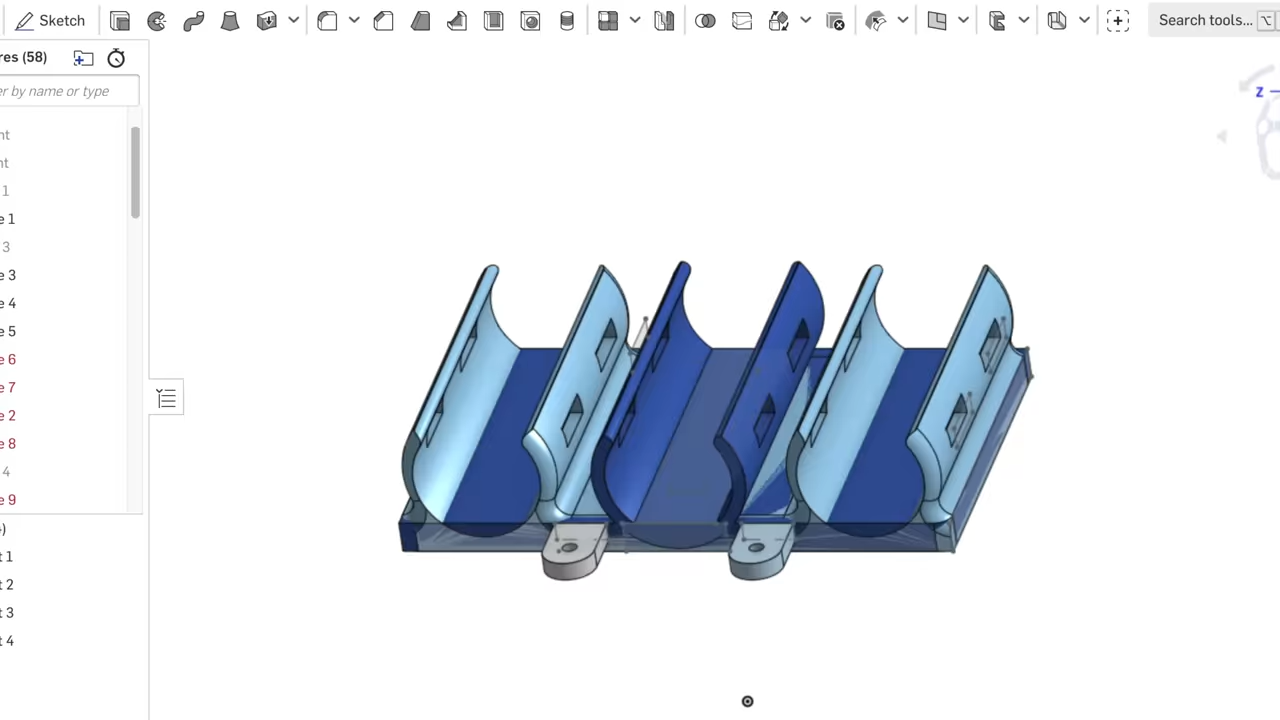 Sketch
Search tools...
res (58)
er by name or type
z
nt
nt
1
e 1
3
e 3
e 4
e 5
e 6
e 7
e 2
e 8
4
e 9
)
t 1
t 2
t 3
t 4